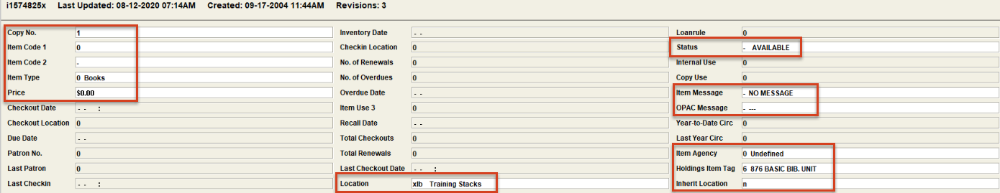 i1574825x Last Updated: 08-12-2020 07:14AM Created: 09-17-2004 11:44AM Revisions: 3
Copy No. 1 Inventory Date - - Loanrule 0
Item Code 1 0 Checkin Location 0 Status - AVAILABLE
Item Code 2 - No. of Renewals 0 Internal Use 0
Item Type 0 Books No. of Overdues 0 Copy Use 0
Price $0.00 Overdue Date - - Item Message - NO MESSAGE
Checkout Date - - : Item Use 3 0 OPAC Message - ---
Checkout Location 0 Recall Date - - Year-to-Date Circ 0
Due Date - - Total Checkouts 0 Last Year Circ 0
Patron No. 0 Total Renewals 0 Item Agency 0 Undefined
Last Patron 0 Last Checkout Date - - : Holdings Item Tag 6 876 BASIC BIB. UNIT
Last Checkin - - : Location xlb Training Stacks Inherit Location n